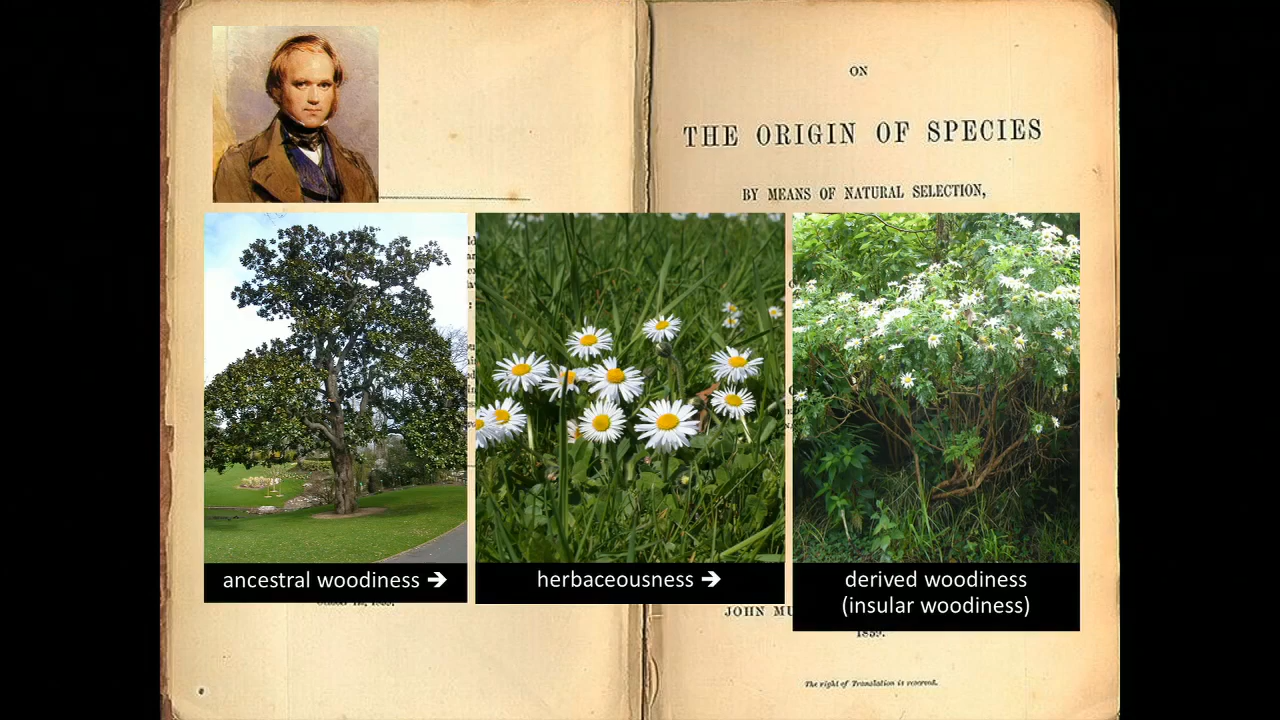 ON
THE ORIGIN OF SPECIES
BY MEANS OF NATURAL SELECTION,
ancestral woodiness ➔
herbaceousness ➔
derived woodiness
(insular woodiness)
JOHN MU
1859.
The right of Translation is reserved.